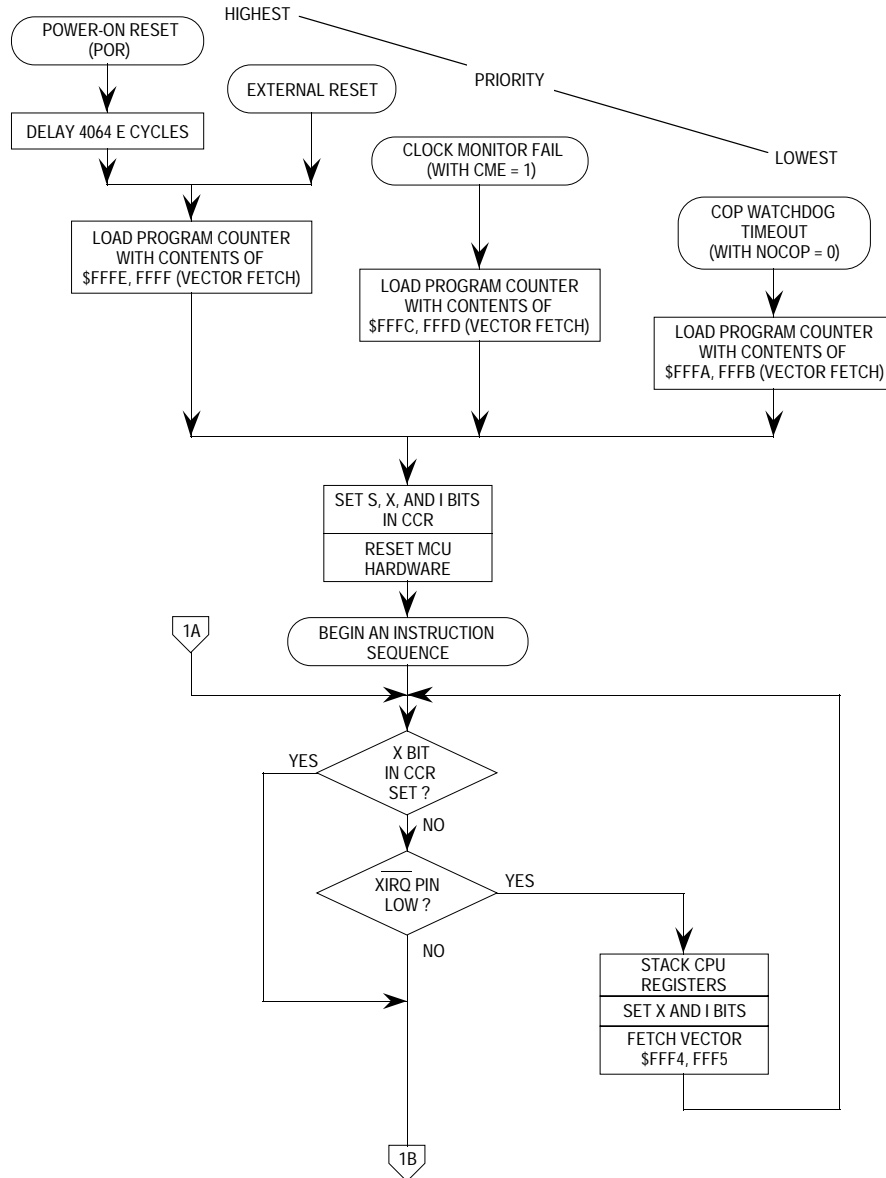 HIGHEST
POWER-ON RESET
(POR)
PRIORITY
EXTERNAL RESET
DELAY 4064 E CYCLES
CLOCK MONITOR FAIL
(WITH CME = 1)
LOWEST
COP WATCHDOG
TIMEOUT
(WITH NOCOP = 0)
LOAD PROGRAM COUNTER
WITH CONTENTS OF
$FFFE, FFFF (VECTOR FETCH)
LOAD PROGRAM COUNTER
WITH CONTENTS OF
$FFFC, FFFD (VECTOR FETCH)
LOAD PROGRAM COUNTER
WITH CONTENTS OF
$FFFA, FFFB (VECTOR FETCH)
SET S, X, AND I BITS
IN CCR
RESET MCU
HARDWARE
1A
BEGIN AN INSTRUCTION
SEQUENCE
X BIT
IN CCR
SET ?
YES
NO
XIRQ PIN
LOW ?
YES
NO
STACK CPU
REGISTERS
SET X AND I BITS
FETCH VECTOR
$FFF4, FFF5
1B